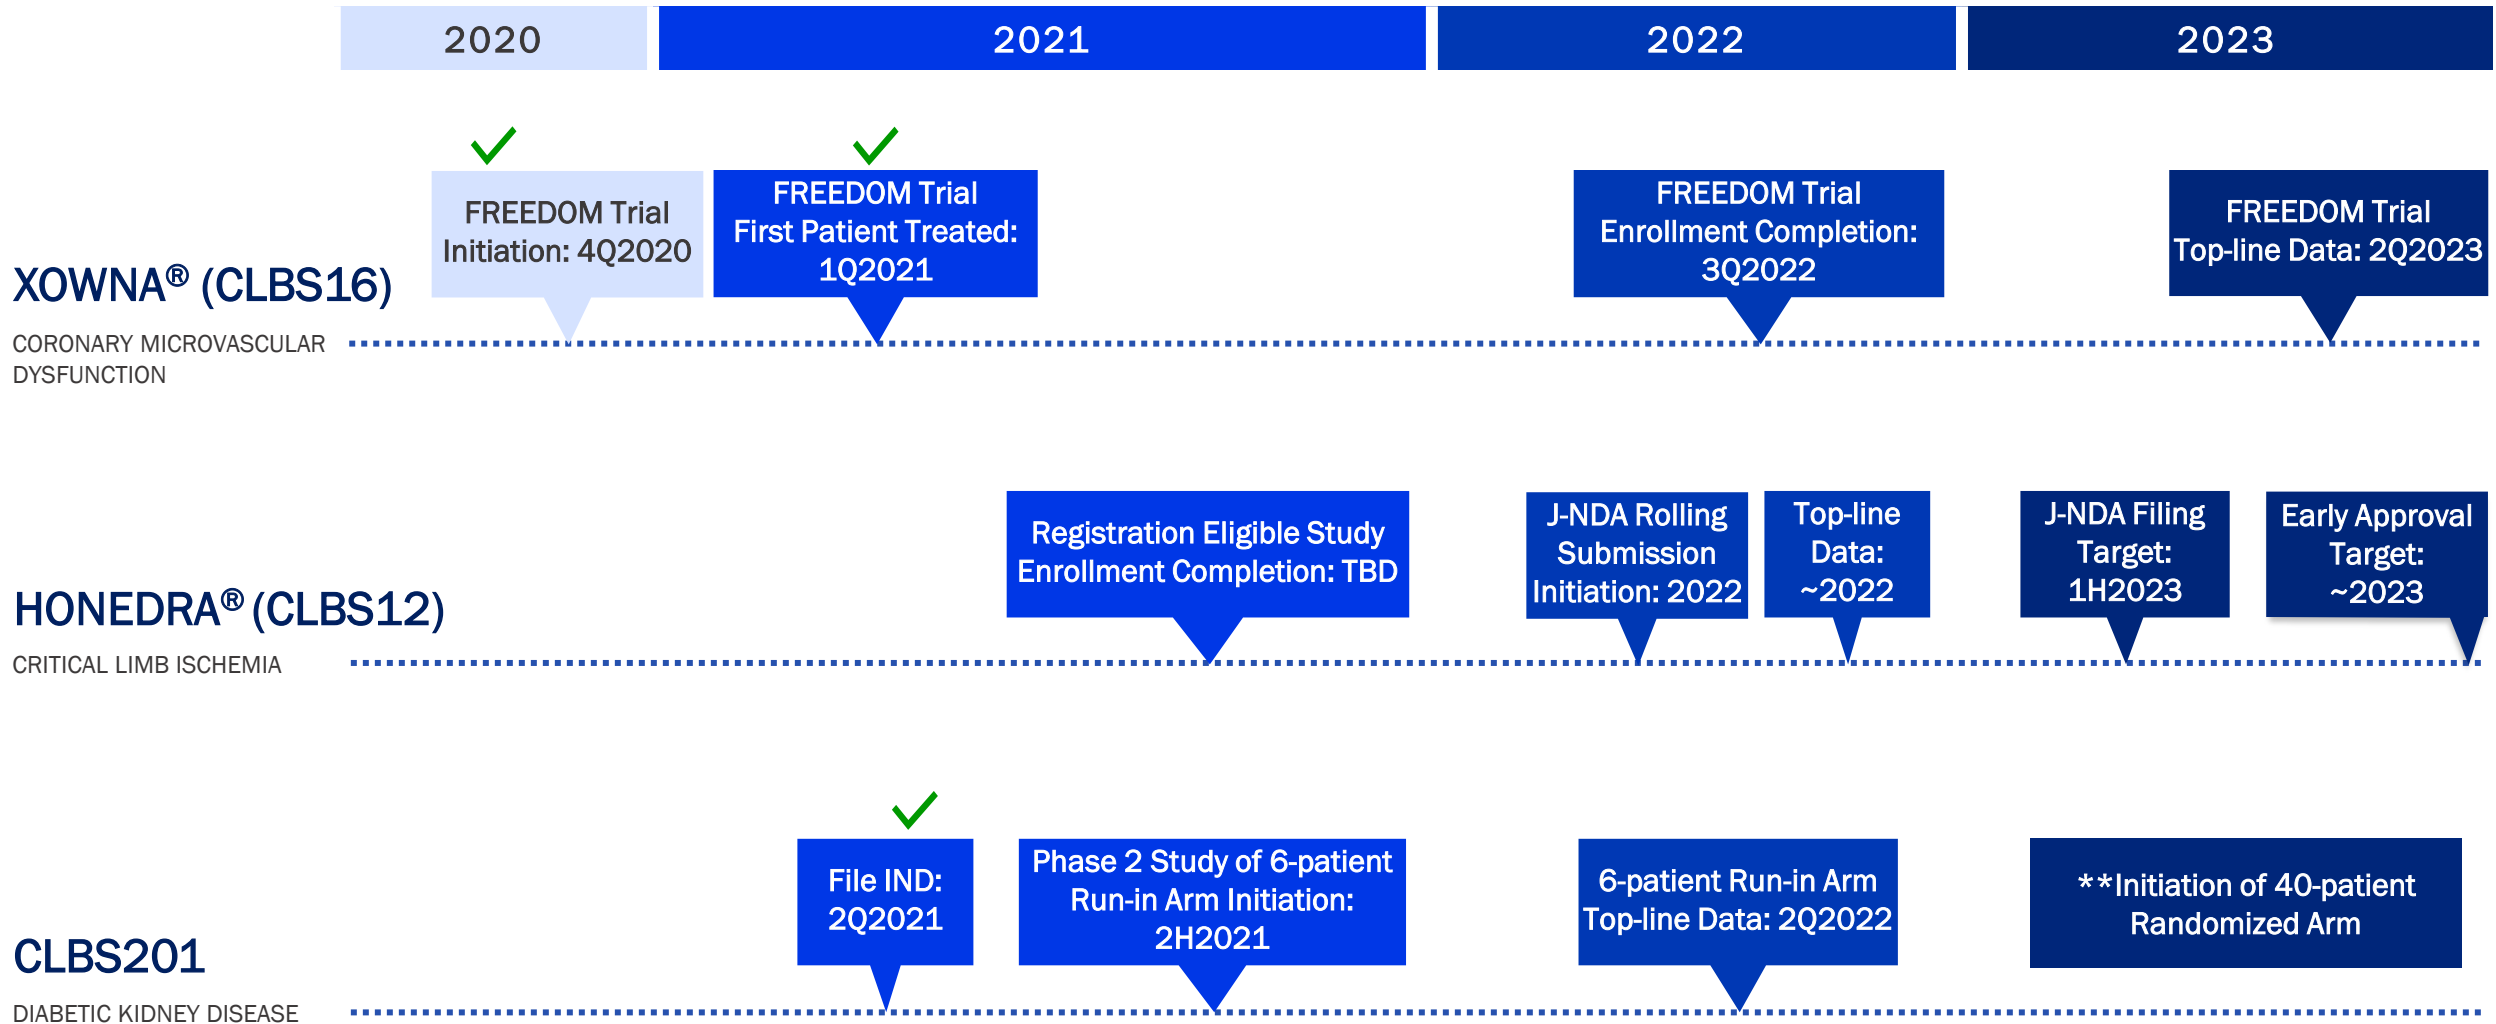 2020
2021
2022
2023
FREEDOM Trial
Initiation: 4Q2020
FREEDOM Trial
First Patient Treated:
1Q2021
FREEDOM Trial
Enrollment Completion:
3Q2022
FREEDOM Trial
Top-line Data: 2Q2023
XOWNA® (CLBS16)
CORONARY MICROVASCULAR
DYSFUNCTION
Registration Eligible Study
Enrollment Completion: TBD
J-NDA Rolling
Submission
Initiation: 2022
Top-line
Data:
~2022
J-NDA Filing
Target:
1H2023
Early Approval
Target:
~2023
HONEDRA® (CLBS12)
CRITICAL LIMB ISCHEMIA
File IND:
2Q2021
Phase 2 Study of 6-patient
Run-in Arm Initiation:
2H2021
6-patient Run-in Arm
Top-line Data: 2Q2022
**Initiation of 40-patient
Randomized Arm
CLBS201
DIABETIC KIDNEY DISEASE